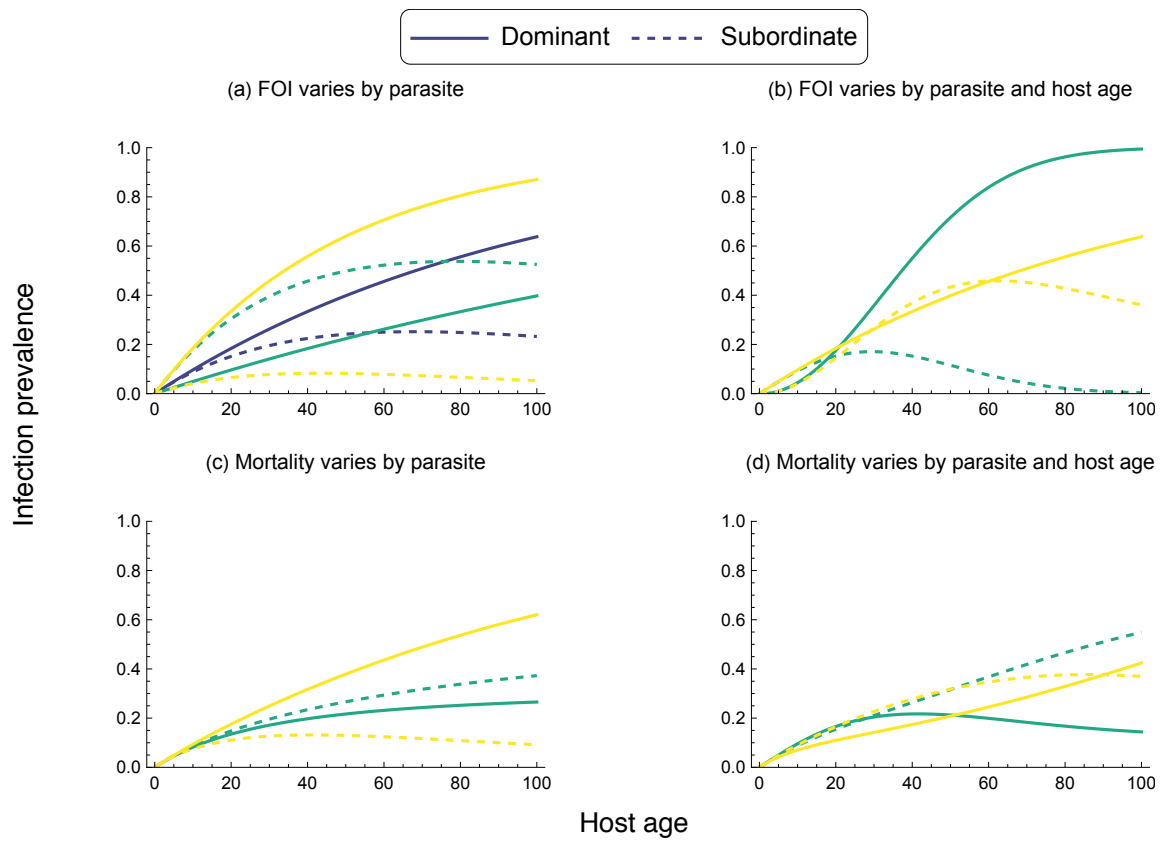 Dominant Subordinate
(a) FOI varies by parasite
(b) FOI varies by parasite and host age
1.0
0.8
0.6
0.4
0.2
0.0
0 20 40 60 80 100
1.0
0.8
0.6
0.4
0.2
0.0
0 20 40 60 80 100
(c) Mortality varies by parasite
(d) Mortality varies by parasite and host age
1.0
0.8
0.6
0.4
0.2
0.0
0 20 40 60 80 100
1.0
0.8
0.6
0.4
0.2
0.0
0 20 40 60 80 100
Infection prevalence
Host age